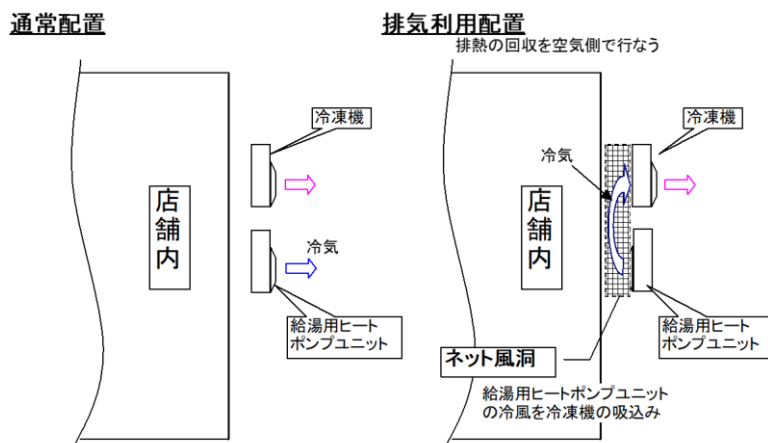 通常配置
冷凍機
店舗内
冷気
給湯用ヒート
ポンプユニット
排気利用配置
排熱の回収を空気側で行なう
冷凍機
冷気
店舗内
給湯用ヒート
ポンプユニット
ネット風洞
給湯用ヒートポンプユニット
の冷風を冷凍機の吸込み